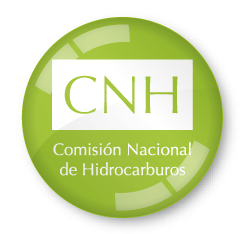 CNH
Comisión Nacional
de Hidrocarburos